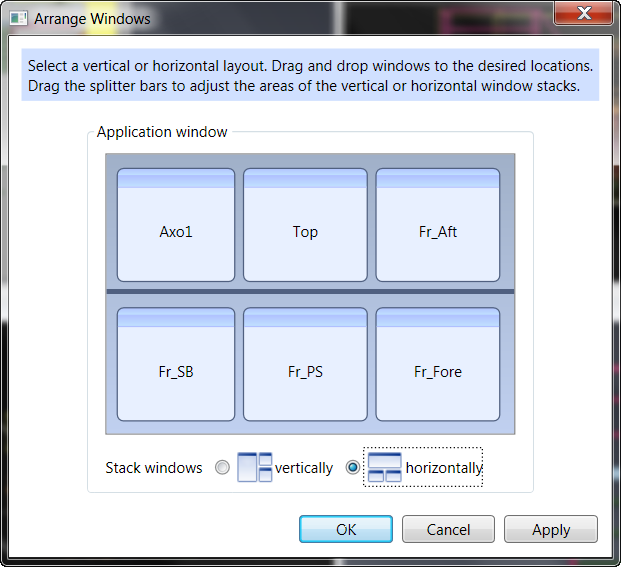 Arrange Windows
Select a vertical or horizontal layout. Drag and drop windows to the desired locations.
Drag the splitter bars to adjust the areas of the vertical or horizontal window stacks.
Application window
Axo1 Top Fr_Aft
Fr_SB Fr_PS Fr_Fore
Stack windows vertically horizontally
OK Cancel Apply